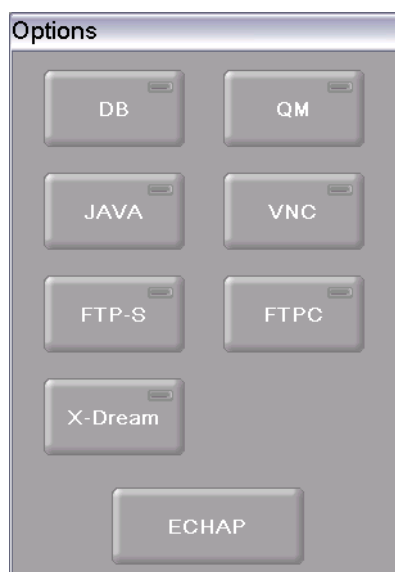 Options
DB QM
JAVA VNC
FTP-S FTPC
X-Dream
ECHAP